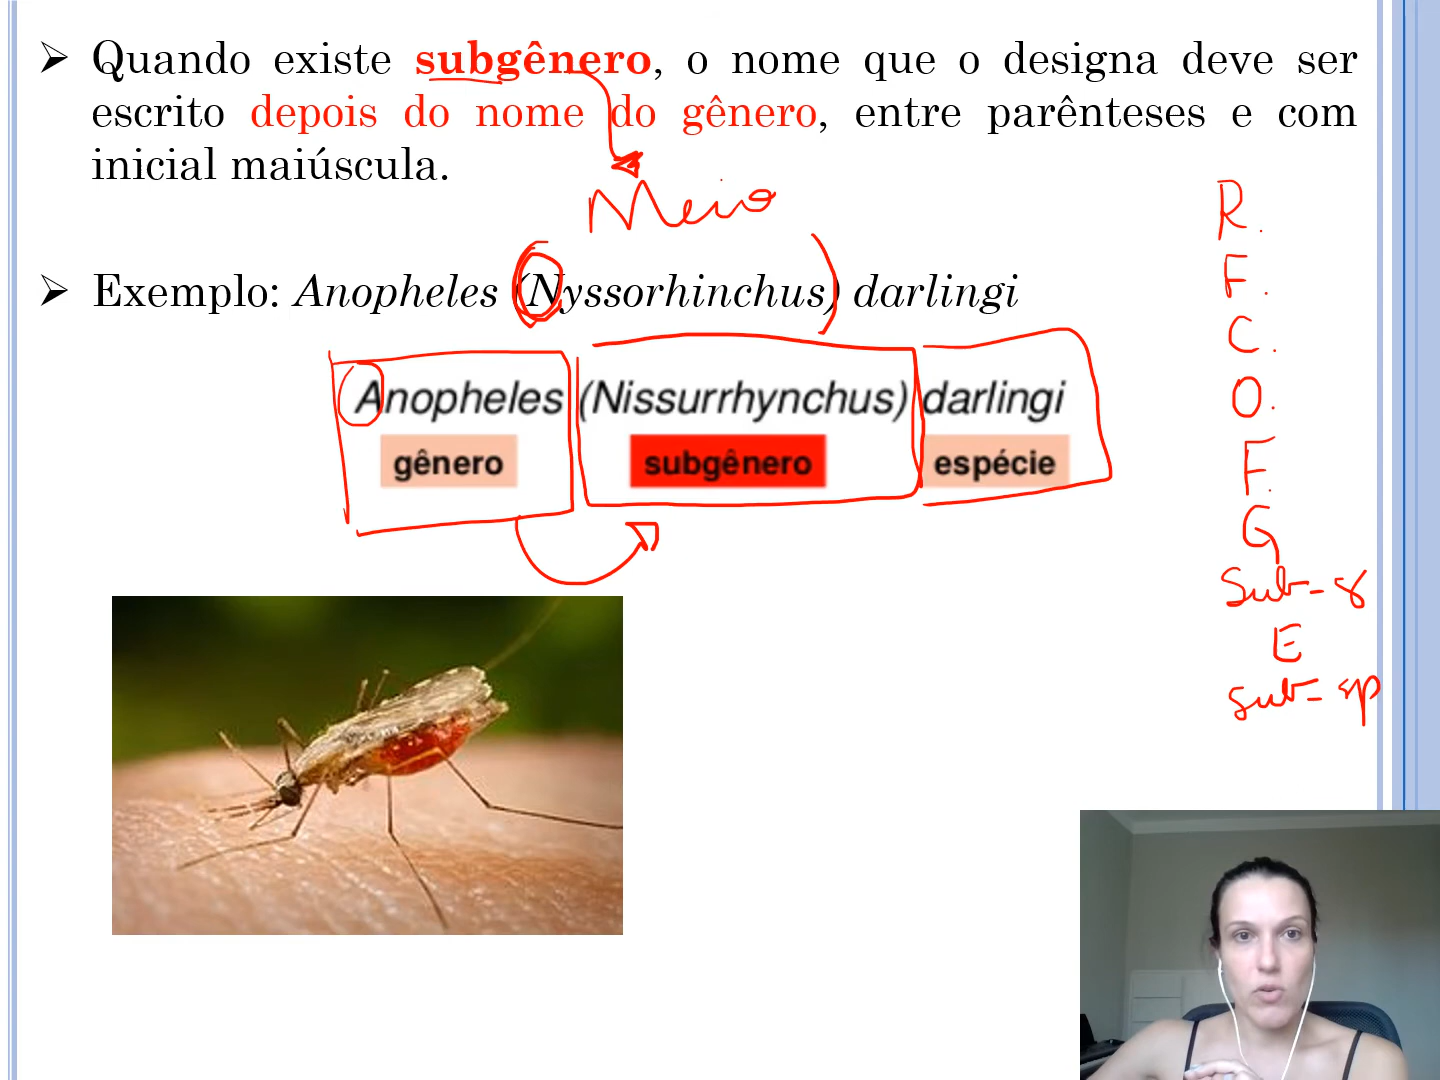 ➢ Quando existe subgênero, o nome que o designa deve ser
escrito depois do nome do gênero, entre parênteses e com
inicial maiúscula.
Meio
➢ Exemplo: Anopheles (Nyssorhinchus) darlingi
Anopheles (Nissurrhynchus) darlingi
gênero subgênero espécie
R.
F.
C.
O.
F.
G
Sub-g
E
sub-sp